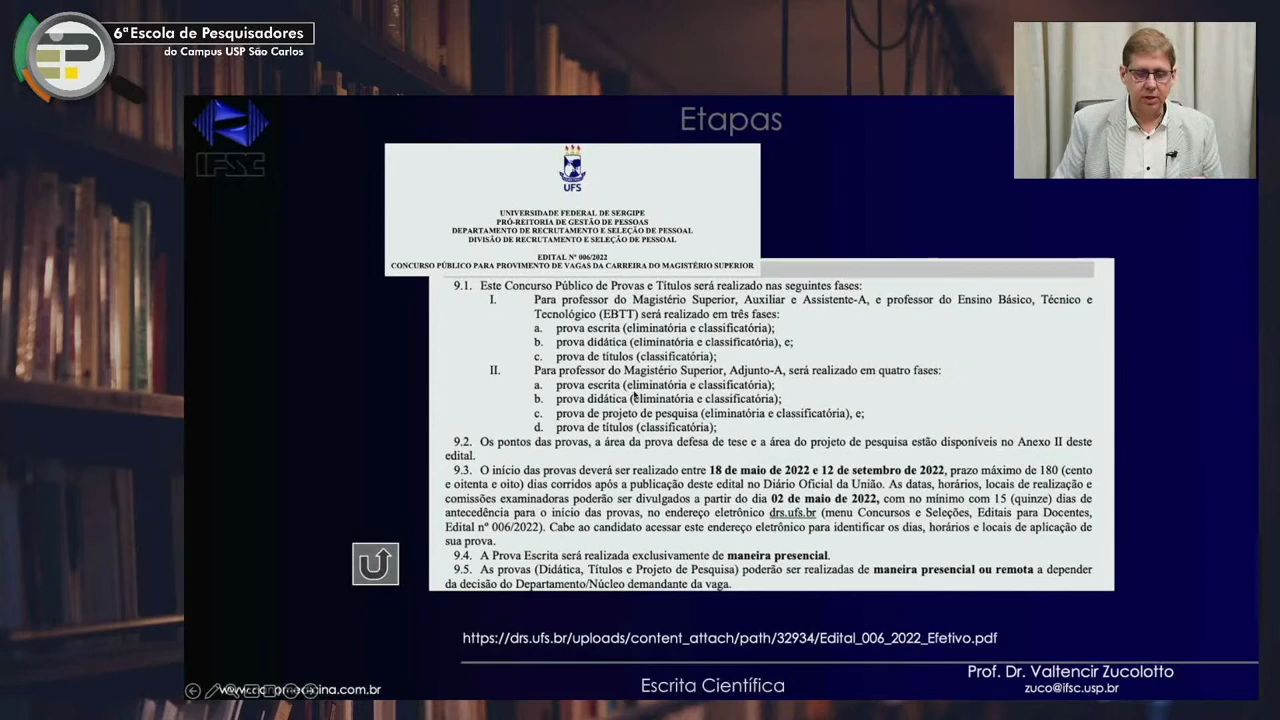 6ª Escola de Pesquisadores
do Campus USP São Carlos
IFSC
Etapas
UFS
UNIVERSIDADE FEDERAL DE SERGIPE
PRÓ-REITORIA DE GESTÃO DE PESSOAS
DEPARTAMENTO DE RECRUTAMENTO E SELEÇÃO DE PESSOAL
DIVISÃO DE RECRUTAMENTO E SELEÇÃO DE PESSOAL
EDITAL Nº 006/2022
CONCURSO PÚBLICO PARA PROVIMENTO DE VAGAS DA CARREIRA DO MAGISTÉRIO SUPERIOR
9.1. Este Concurso Público de Provas e Títulos será realizado nas seguintes fases:
I. Para professor do Magistério Superior, Auxiliar e Assistente-A, e professor do Ensino Básico, Técnico e
Tecnológico (EBTT) será realizado em três fases:
a. prova escrita (eliminatória e classificatória);
b. prova didática (eliminatória e classificatória), e;
c. prova de títulos (classificatória);
II. Para professor do Magistério Superior, Adjunto-A, será realizado em quatro fases:
a. prova escrita (eliminatória e classificatória);
b. prova didática (eliminatória e classificatória);
c. prova de projeto de pesquisa (eliminatória e classificatória), e;
d. prova de títulos (classificatória);
9.2. Os pontos das provas, a área da prova defesa de tese e a área do projeto de pesquisa estão disponíveis no Anexo II deste
edital.
9.3. O início das provas deverá ser realizado entre 18 de maio de 2022 e 12 de setembro de 2022, prazo máximo de 180 (cento
e oitenta e oito) dias corridos após a publicação deste edital no Diário Oficial da União. As datas, horários, locais de realização e
comissões examinadoras poderão ser divulgados a partir do dia 02 de maio de 2022, com no mínimo com 15 (quinze) dias de
antecedência para o início das provas, no endereço eletrônico drs.ufs.br (menu Concursos e Seleções, Editais para Docentes,
Edital nº 006/2022). Cabe ao candidato acessar este endereço eletrônico para identificar os dias, horários e locais de aplicação de
sua prova.
9.4. A Prova Escrita será realizada exclusivamente de maneira presencial.
9.5. As provas (Didática, Títulos e Projeto de Pesquisa) poderão ser realizadas de maneira presencial ou remota a depender
da decisão do Departamento/Núcleo demandante da vaga.
https://drs.ufs.br/uploads/content_attach/path/32934/Edital_006_2022_Efetivo.pdf
Prof. Dr. Valtencir Zucolotto
Escrita Científica
zuco@ifsc.usp.br